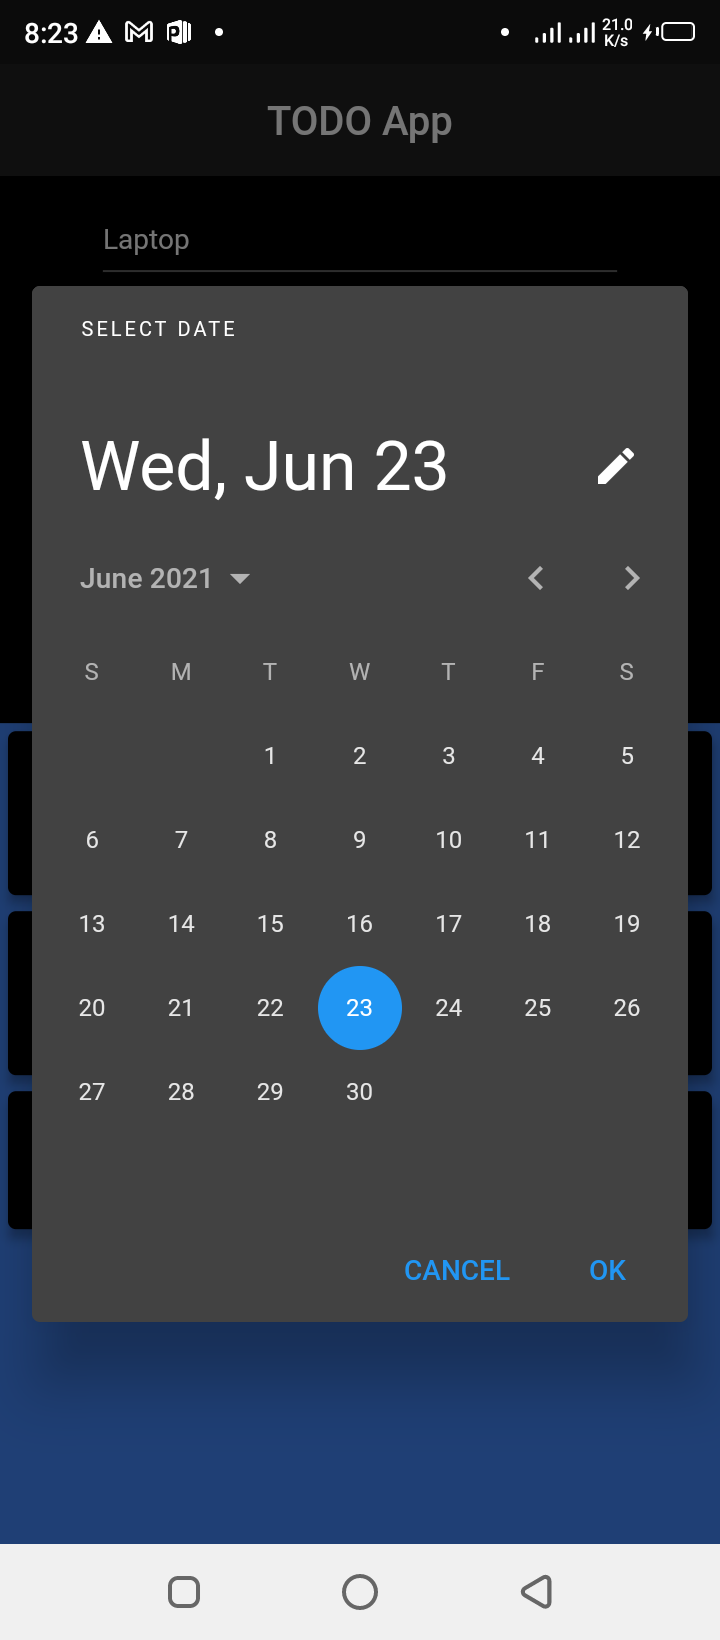 8:23 21.0 K/s
TODO App
Laptop
SELECT DATE
Wed, Jun 23
June 2021
S M T W T F S
1 2 3 4 5
6 7 8 9 10 11 12
13 14 15 16 17 18 19
20 21 22 23 24 25 26
27 28 29 30
CANCEL OK